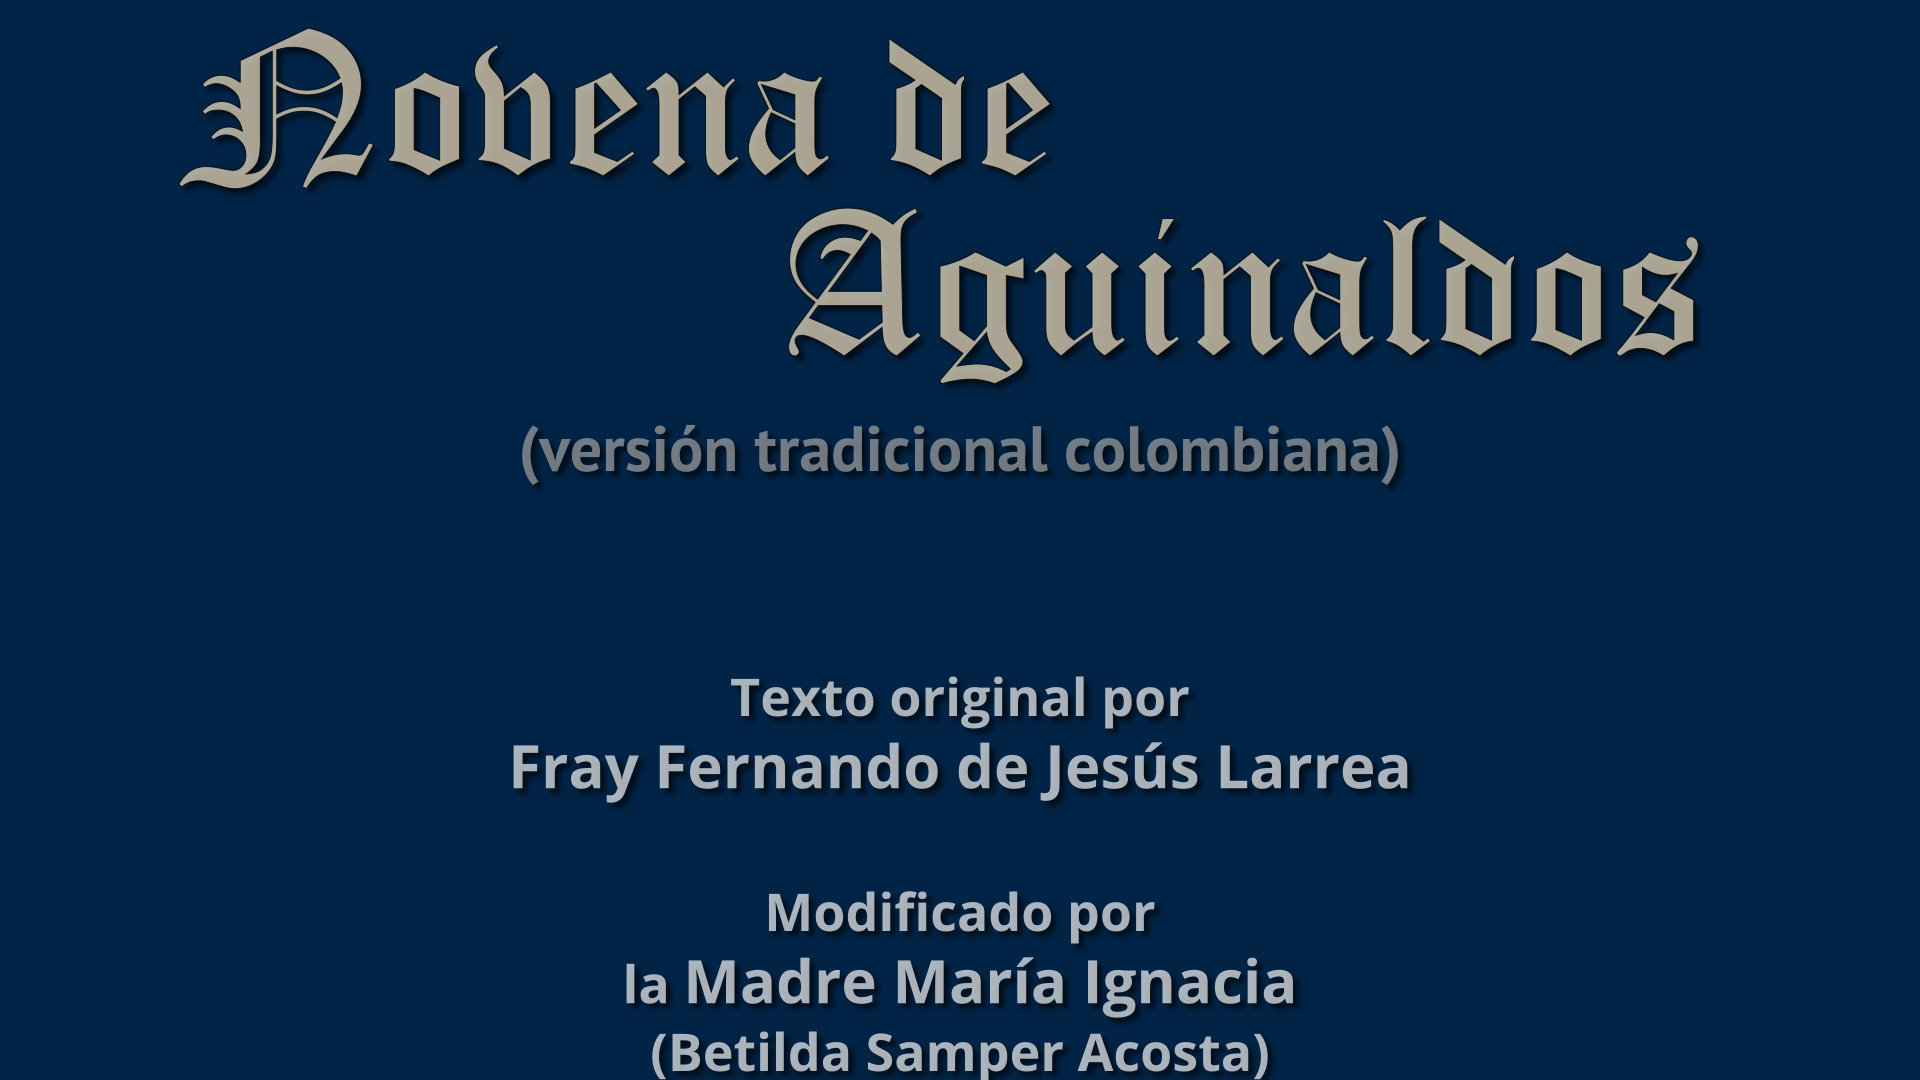 Novena de
Aguinaldos
(versión tradicional colombiana)
Texto original por
Fray Fernando de Jesús Larrea
Modificado por
la Madre María Ignacia
(Betilda Samper Acosta)